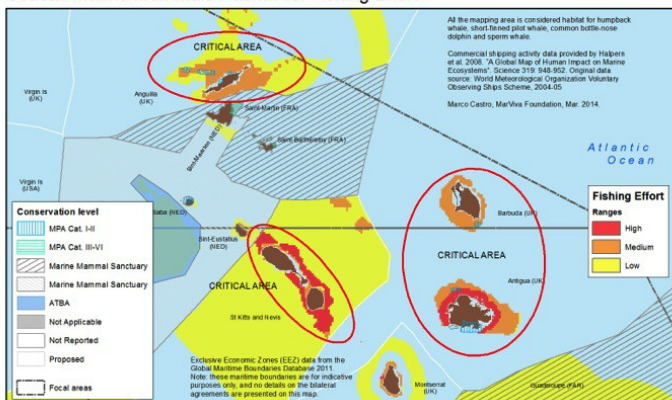 All the mapping area is considered habitat for humpback
whale, short-finned pilot whale, common bottle-nose
dolphin and sperm whale.
Commercial shipping activity data provided by Halpern
et al. 2008. "A Global Map of Human Impact on Marine
Ecosystems". Science 319: 948-952. Original data
source: World Meteorological Organization Voluntary
Observing Ships Scheme, 2004-05
Marco Castro, MarViva Foundation, Mar. 2014.
CRITICAL AREA
Virgin Is
(UK)
Anguilla
(UK)
Saint-Martin (FRA)
Sint-Maarten (NED)
Saint-Barthelemy (FRA)
Atlantic
Ocean
Virgin Is
(USA)
Saba (NED)
Sint-Eustatius
(NED)
Barbuda (UK)
CRITICAL AREA
Antigua (UK)
CRITICAL AREA
St Kitts and Nevis
Montserrat
(UK)
Conservation level
MPA Cat. I-II
MPA Cat. III-VI
Marine Mammal Sanctuary
Marine Mammal Sanctuary
ATBA
Not Applicable
Not Reported
Proposed
Focal areas
Fishing Effort
Ranges
High
Medium
Low
Exclusive Economic Zones (EEZ) data from the
Global Maritime Boundaries Database 2011.
Note: these maritime boundaries are for indicative
purposes only, and no details on the bilateral
agreements are presented on this map.